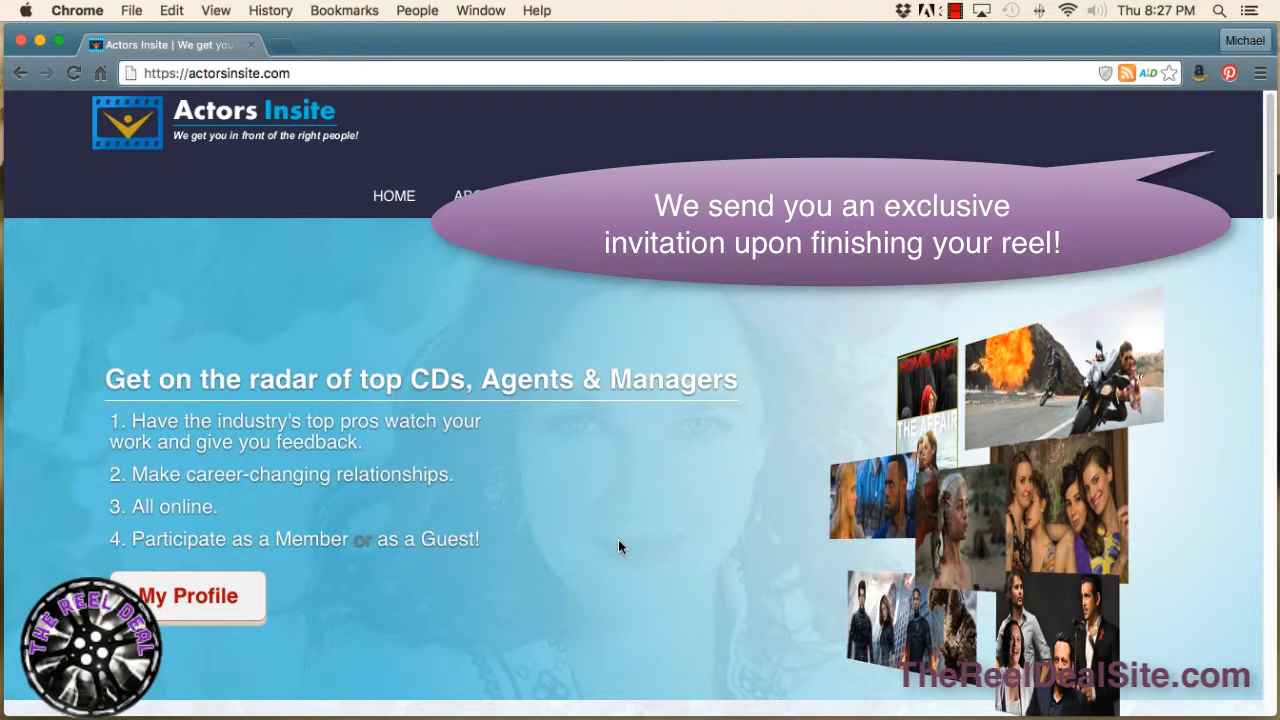 Chrome File Edit View History Bookmarks People Window Help Thu 8:27 PM
Actors Insite | We get you
Michael
https://actorsinsite.com
Actors Insite
We get you in front of the right people!
HOME
We send you an exclusive
invitation upon finishing your reel!
Get on the radar of top CDs, Agents & Managers
1. Have the industry's top pros watch your
work and give you feedback.
2. Make career-changing relationships.
3. All online.
4. Participate as a Member or as a Guest!
My Profile
HOMELAND
THE AFFAIR
THE REEL DEAL
TheReelDealSite.com